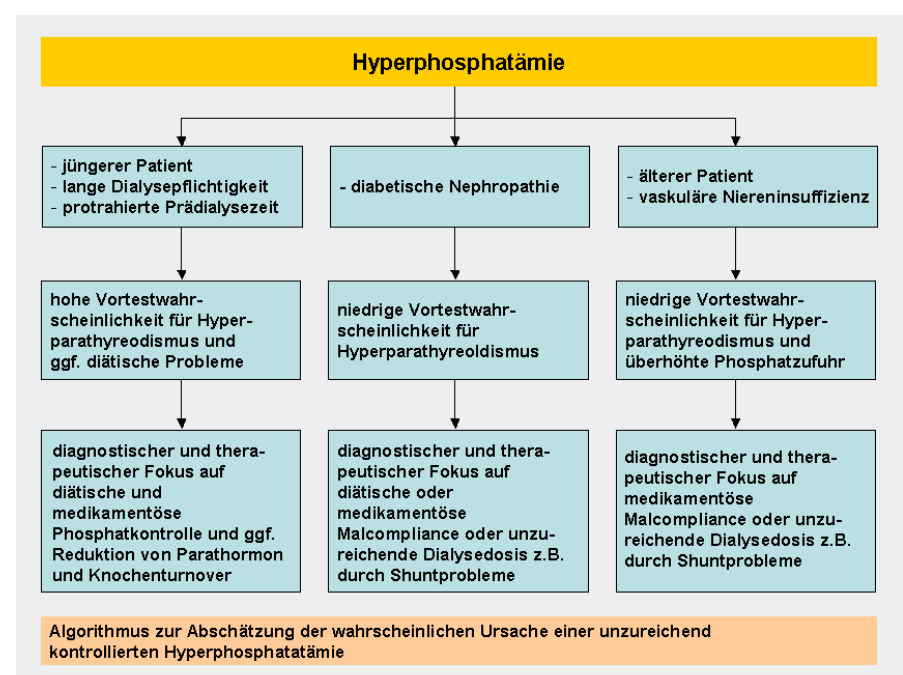 Hyperphosphatämie
- jüngerer Patient
- lange Dialysepflichtigkeit
- protrahierte Prädialysezeit
- diabetische Nephropathie
- älterer Patient
- vaskuläre Niereninsuffizienz
hohe Vortestwahr-
scheinlichkeit für Hyper-
parathyreodismus und
ggf. diätische Probleme
niedrige Vortestwahr-
scheinlichkeit für
Hyperparathyreoldismus
niedrige Vortestwahr-
scheinlichkeit für Hyper-
parathyreodismus und
überhöhte Phosphatzufuhr
diagnostischer und thera-
peutischer Fokus auf
diätische und
medikamentöse
Phosphatkontrolle und ggf.
Reduktion von Parathormon
und Knochenturnover
diagnostischer und thera-
peutischer Fokus auf
diätische oder
medikamentöse
Malcompliance oder unzu-
reichende Dialysedosis z.B.
durch Shuntprobleme
diagnostischer und thera-
peutischer Fokus auf
medikamentöse
Malcompliance oder unzu-
reichende Dialysedosis z.B.
durch Shuntprobleme
Algorithmus zur Abschätzung der wahrscheinlichen Ursache einer unzureichend
kontrollierten Hyperphosphatatämie